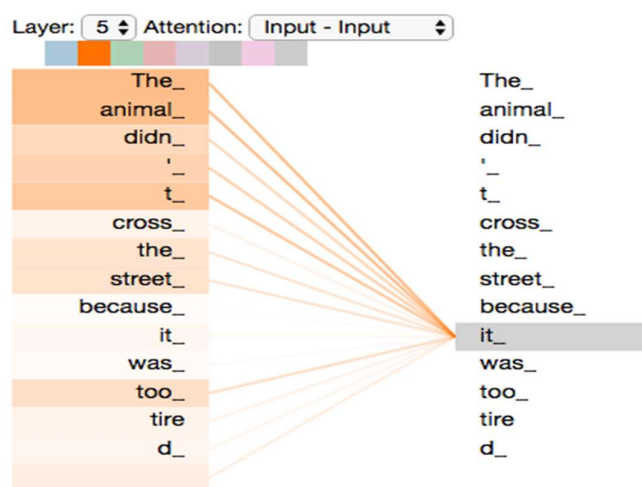 Layer: 5 Attention: Input - Input
The_ The_
animal_ animal_
didn_ didn_
'_ '_
t_ t_
cross_ cross_
the_ the_
street_ street_
because_ because_
it_ it_
was_ was_
too_ too_
tire tire
d_ d_